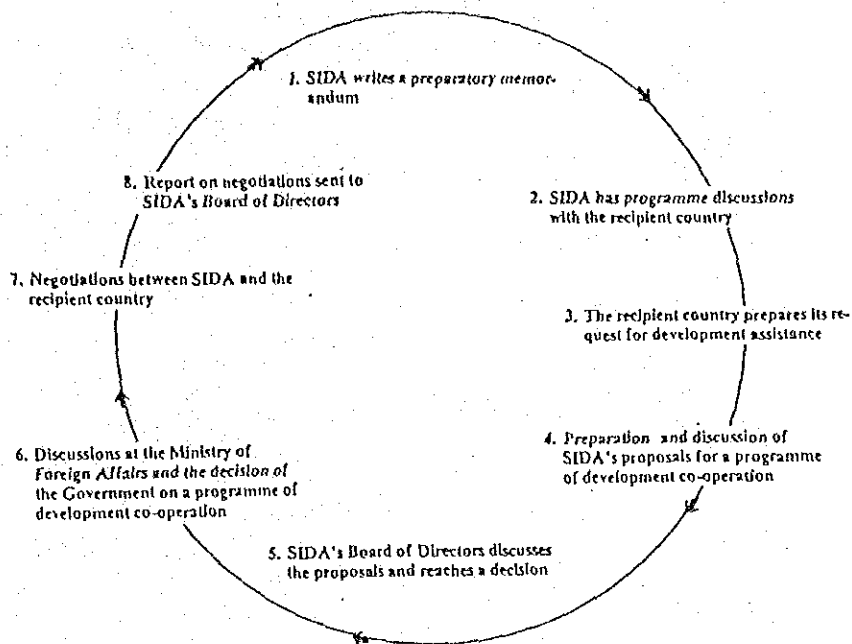 1. SIDA writes a preparatory memor-
andum
2. SIDA has programme discussions
with the recipient country
3. The recipient country prepares its re-
quest for development assistance
4. Preparation and discussion of
SIDA's proposals for a programme
of development co-operation
5. SIDA's Board of Directors discusses
the proposals and reaches a decision
6. Discussions at the Ministry of
Foreign Affairs and the decision of
the Government on a programme of
development co-operation
7. Negotiations between SIDA and the
recipient country
8. Report on negotiations sent to
SIDA's Board of Directors